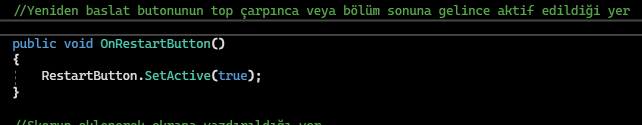 //Yeniden baslat butonunun top çarpınca veya bölüm sonuna gelince aktif edildiği yer
public void OnRestartButton()
{
RestartButton.SetActive(true);
}
//Skorun eklenerek ekrana yazdırıldığı yer